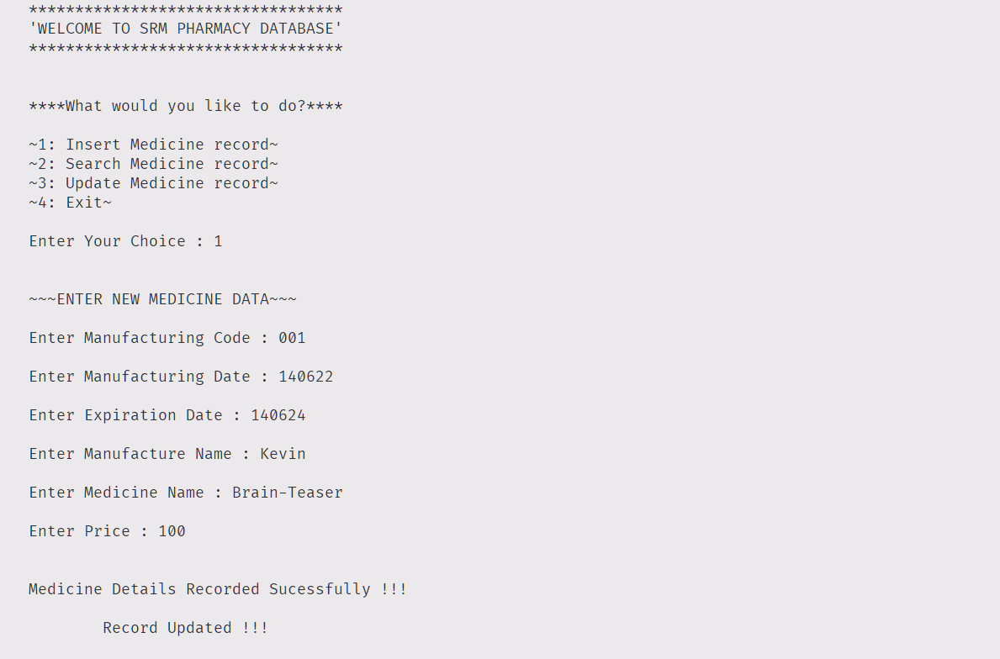 **********************************
'WELCOME TO SRM PHARMACY DATABASE'
**********************************
****What would you like to do?****
~1: Insert Medicine record~
~2: Search Medicine record~
~3: Update Medicine record~
~4: Exit~
Enter Your Choice : 1
~~~ENTER NEW MEDICINE DATA~~~
Enter Manufacturing Code : 001
Enter Manufacturing Date : 140622
Enter Expiration Date : 140624
Enter Manufacture Name : Kevin
Enter Medicine Name : Brain-Teaser
Enter Price : 100
Medicine Details Recorded Sucessfully !!!
Record Updated !!!